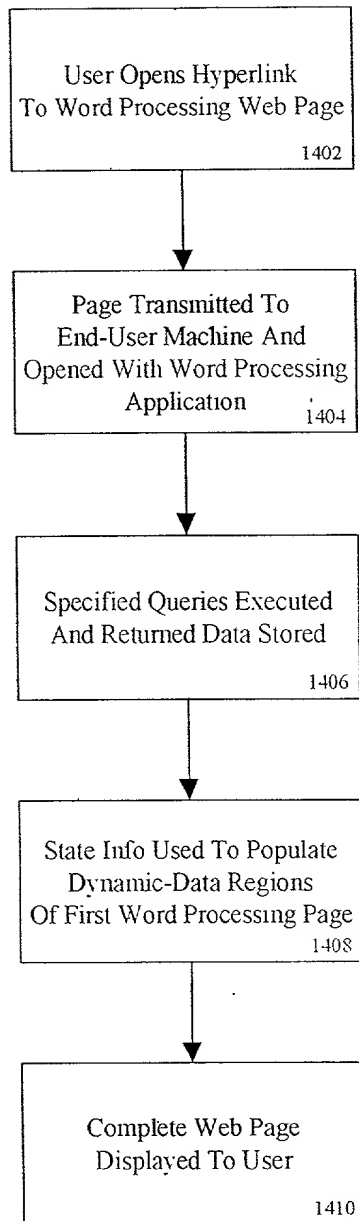 User Opens Hyperlink
To Word Processing Web Page
1402
Page Transmitted To
End-User Machine And
Opened With Word Processing
Application
1404
Specified Queries Executed
And Returned Data Stored
1406
State Info Used To Populate
Dynamic-Data Regions
Of First Word Processing Page
1408
Complete Web Page
Displayed To User
1410